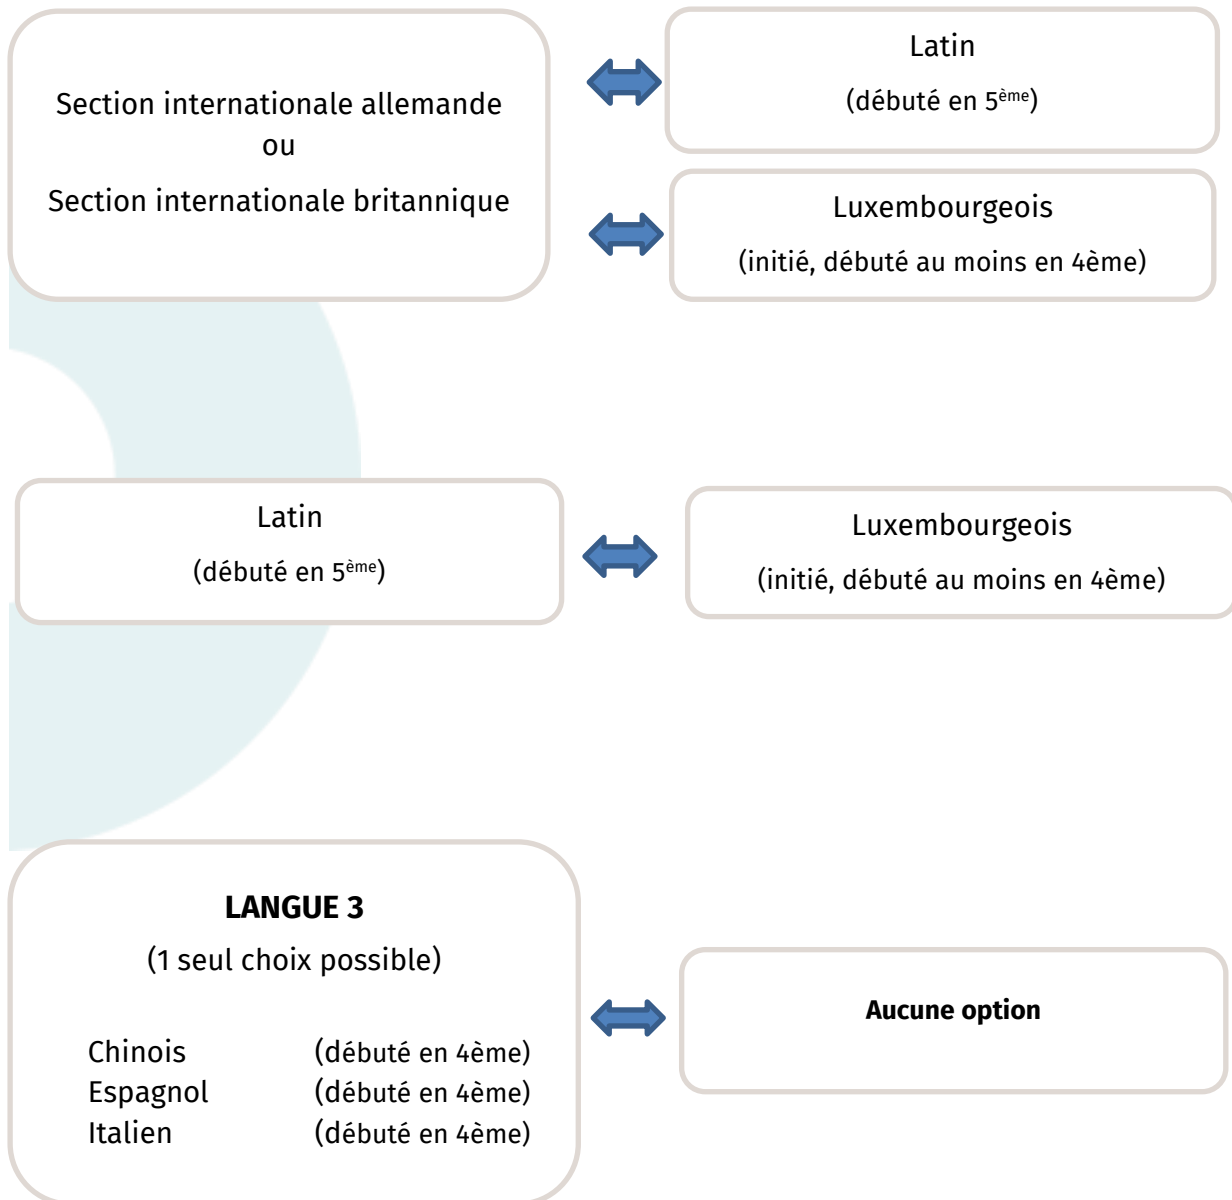 Section internationale allemande
ou
Section internationale britannique
Latin
(débuté en 5ème)
Luxembourgeois
(initié, débuté au moins en 4ème)
Latin
(débuté en 5ème)
Luxembourgeois
(initié, débuté au moins en 4ème)
LANGUE 3
(1 seul choix possible)
Chinois (débuté en 4ème)
Espagnol (débuté en 4ème)
Italien (débuté en 4ème)
Aucune option